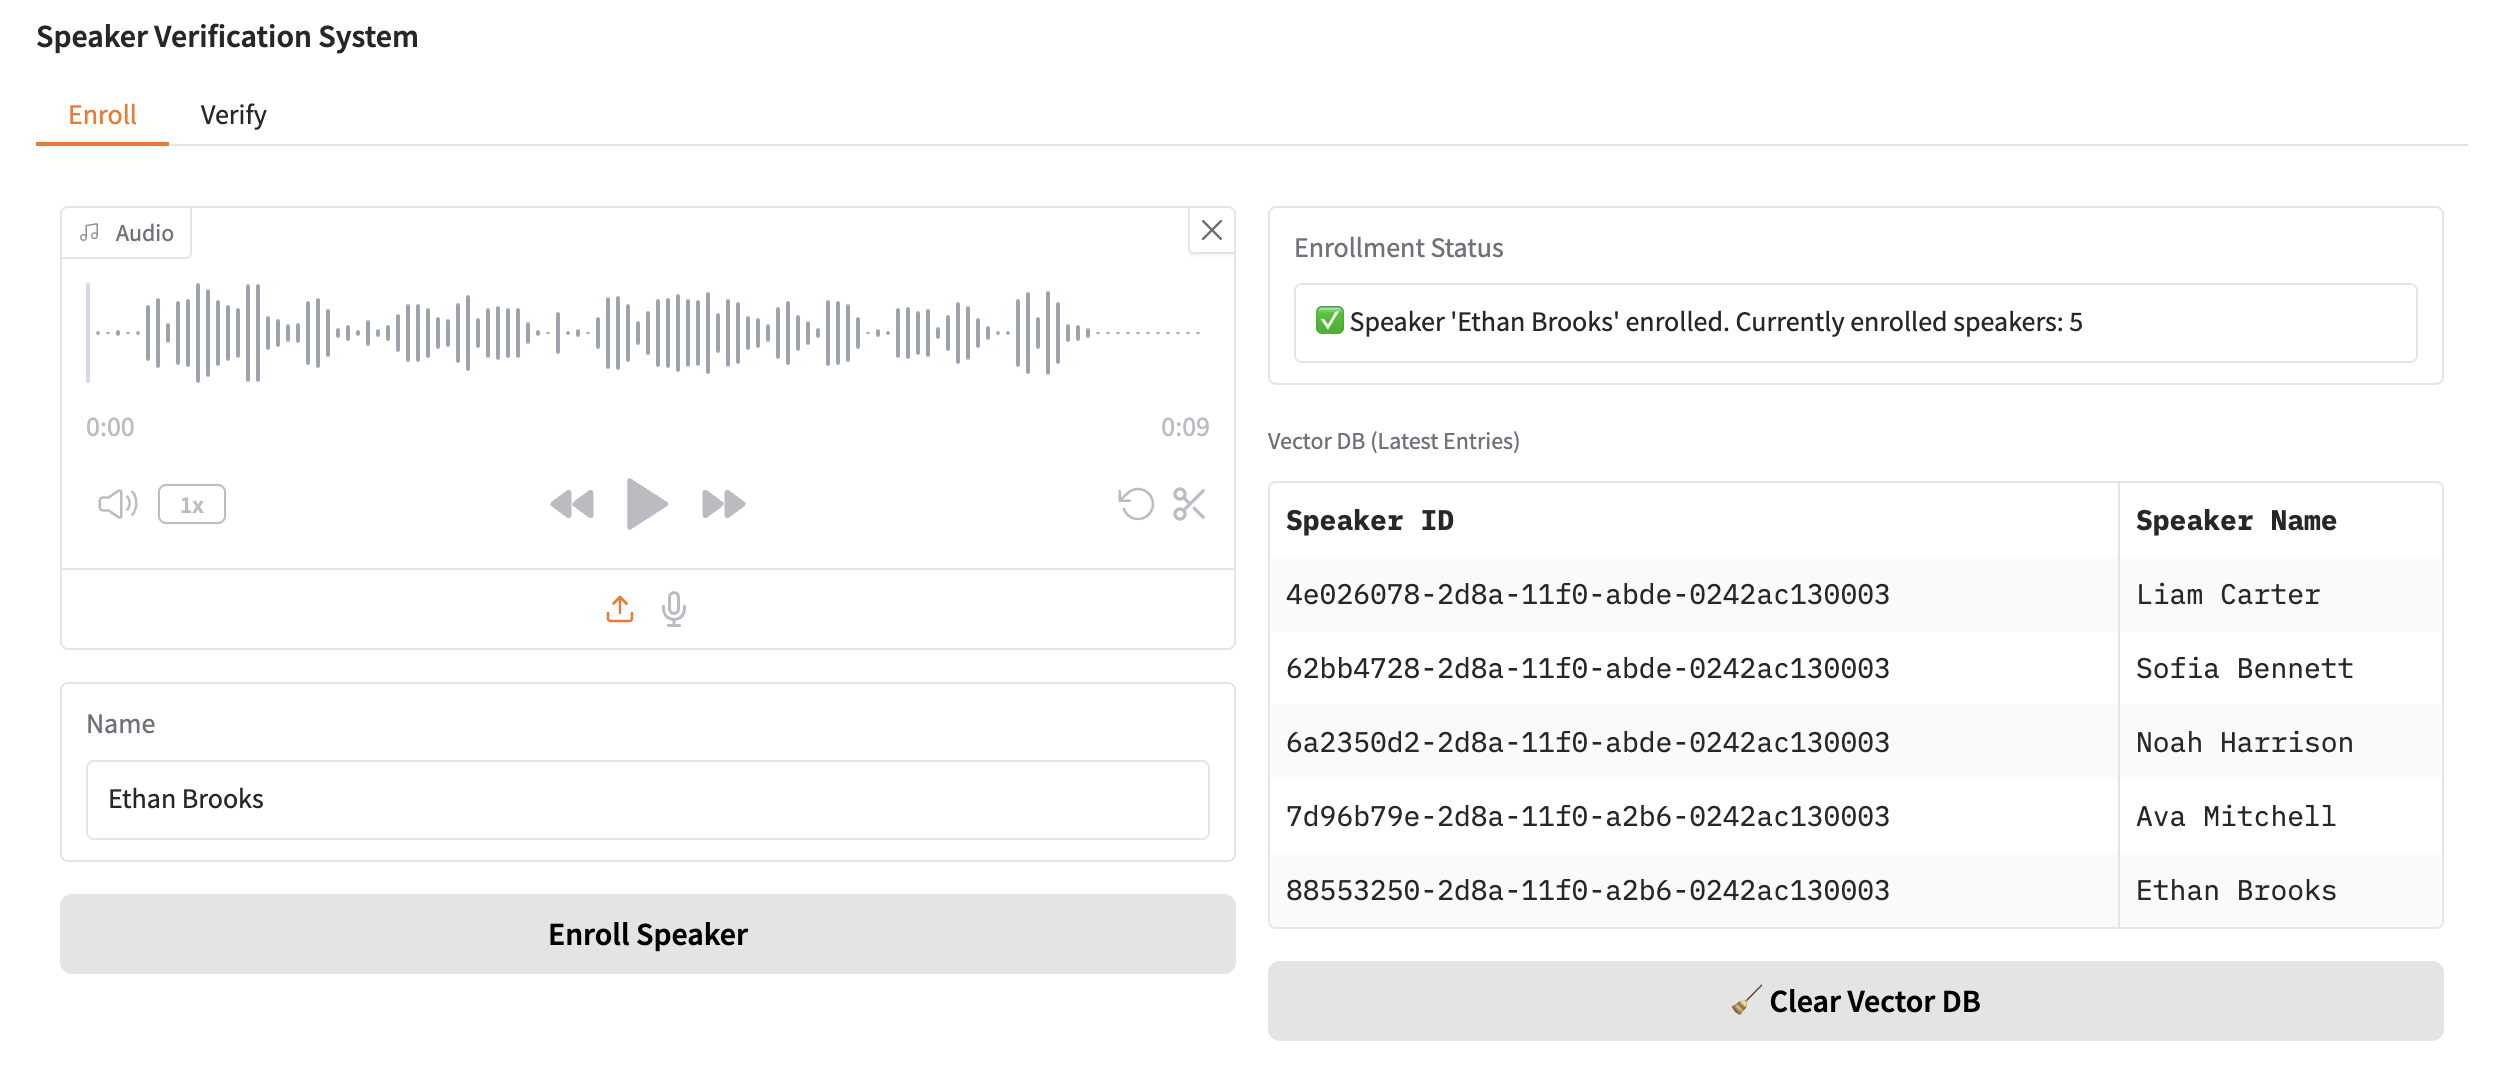 Speaker Verification System
Enroll
Verify
Audio
0:00
0:09
1x
Name
Ethan Brooks
Enroll Speaker
Enrollment Status
✅ Speaker 'Ethan Brooks' enrolled. Currently enrolled speakers: 5
Vector DB (Latest Entries)
Speaker ID Speaker Name
4e026078-2d8a-11f0-abde-0242ac130003 Liam Carter
62bb4728-2d8a-11f0-abde-0242ac130003 Sofia Bennett
6a2350d2-2d8a-11f0-abde-0242ac130003 Noah Harrison
7d96b79e-2d8a-11f0-a2b6-0242ac130003 Ava Mitchell
88553250-2d8a-11f0-a2b6-0242ac130003 Ethan Brooks
🧹 Clear Vector DB